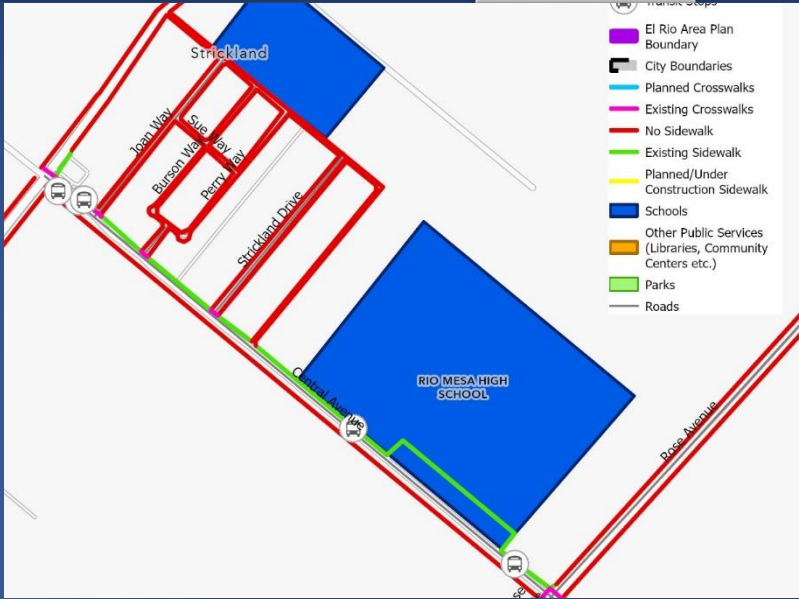 Transit Stops
El Rio Area Plan
Boundary
City Boundaries
Planned Crosswalks
Existing Crosswalks
No Sidewalk
Existing Sidewalk
Planned/Under
Construction Sidewalk
Schools
Other Public Services
(Libraries, Community
Centers etc.)
Parks
Roads
Strickland
Joan Way
Sue Way
Burson Way
Perry Way
Strickland Drive
Central Avenue
RIO MESA HIGH
SCHOOL
Rose Avenue